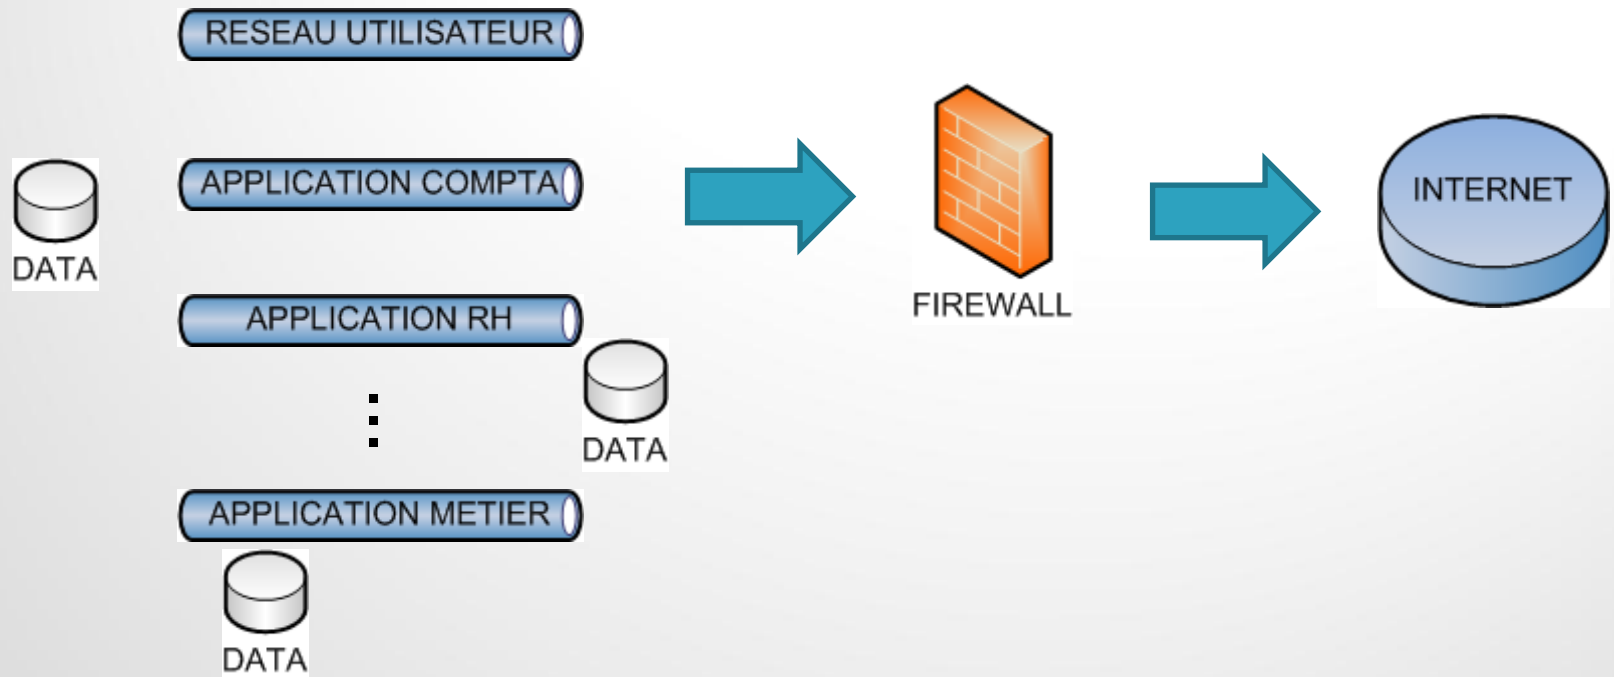 RESEAU UTILISATEUR
APPLICATION COMPTA
DATA
APPLICATION RH
DATA
APPLICATION METIER
DATA
FIREWALL
INTERNET